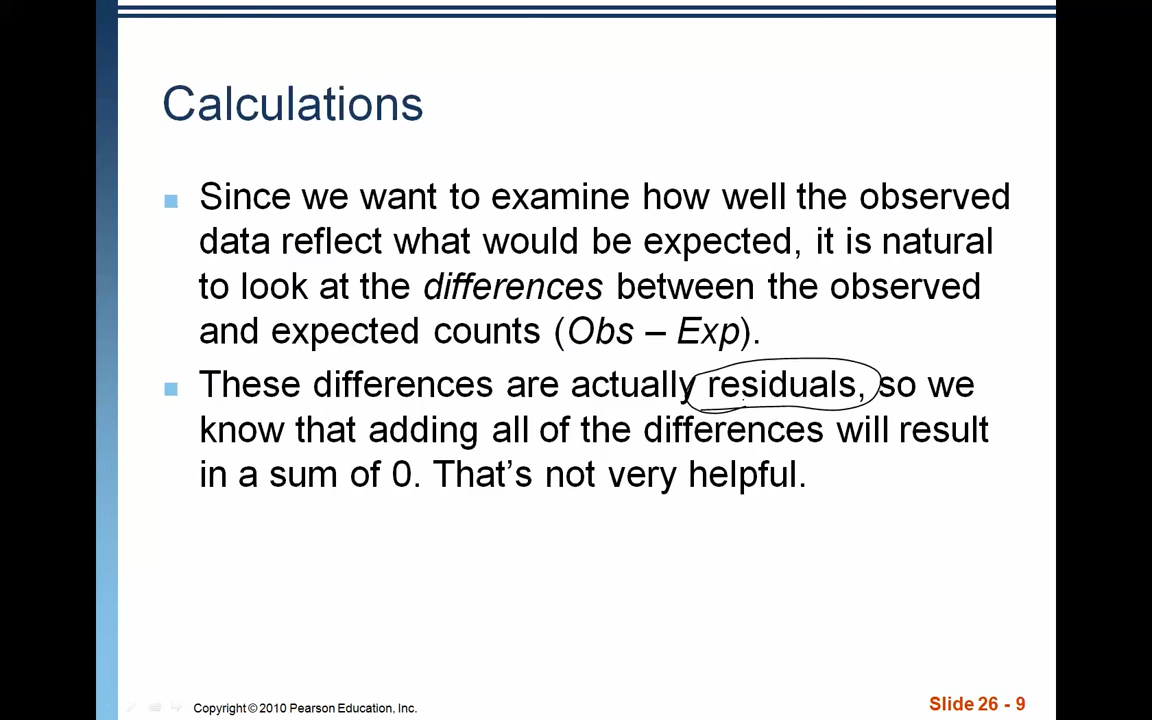 Calculations
Since we want to examine how well the observed
data reflect what would be expected, it is natural
to look at the differences between the observed
and expected counts (Obs – Exp).
These differences are actually residuals, so we
know that adding all of the differences will result
in a sum of 0. That’s not very helpful.
Copyright © 2010 Pearson Education, Inc.
Slide 26 - 9